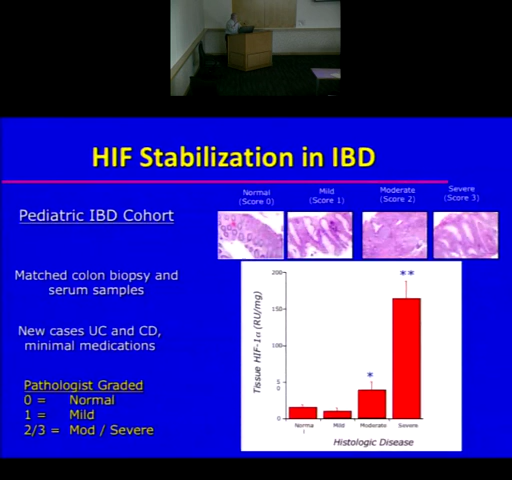 HIF Stabilization in IBD
Normal
(Score 0)
Mild
(Score 1)
Moderate
(Score 2)
Severe
(Score 3)
Pediatric IBD Cohort
Matched colon biopsy and
serum samples
New cases UC and CD,
minimal medications
Pathologist Graded
0 = Normal
1 = Mild
2/3 = Mod / Severe
Tissue HIF-1α (RU/mg)
200
150
100
5
0
0
*
**
Norma
l
Mild
Moderate
Severe
Histologic Disease